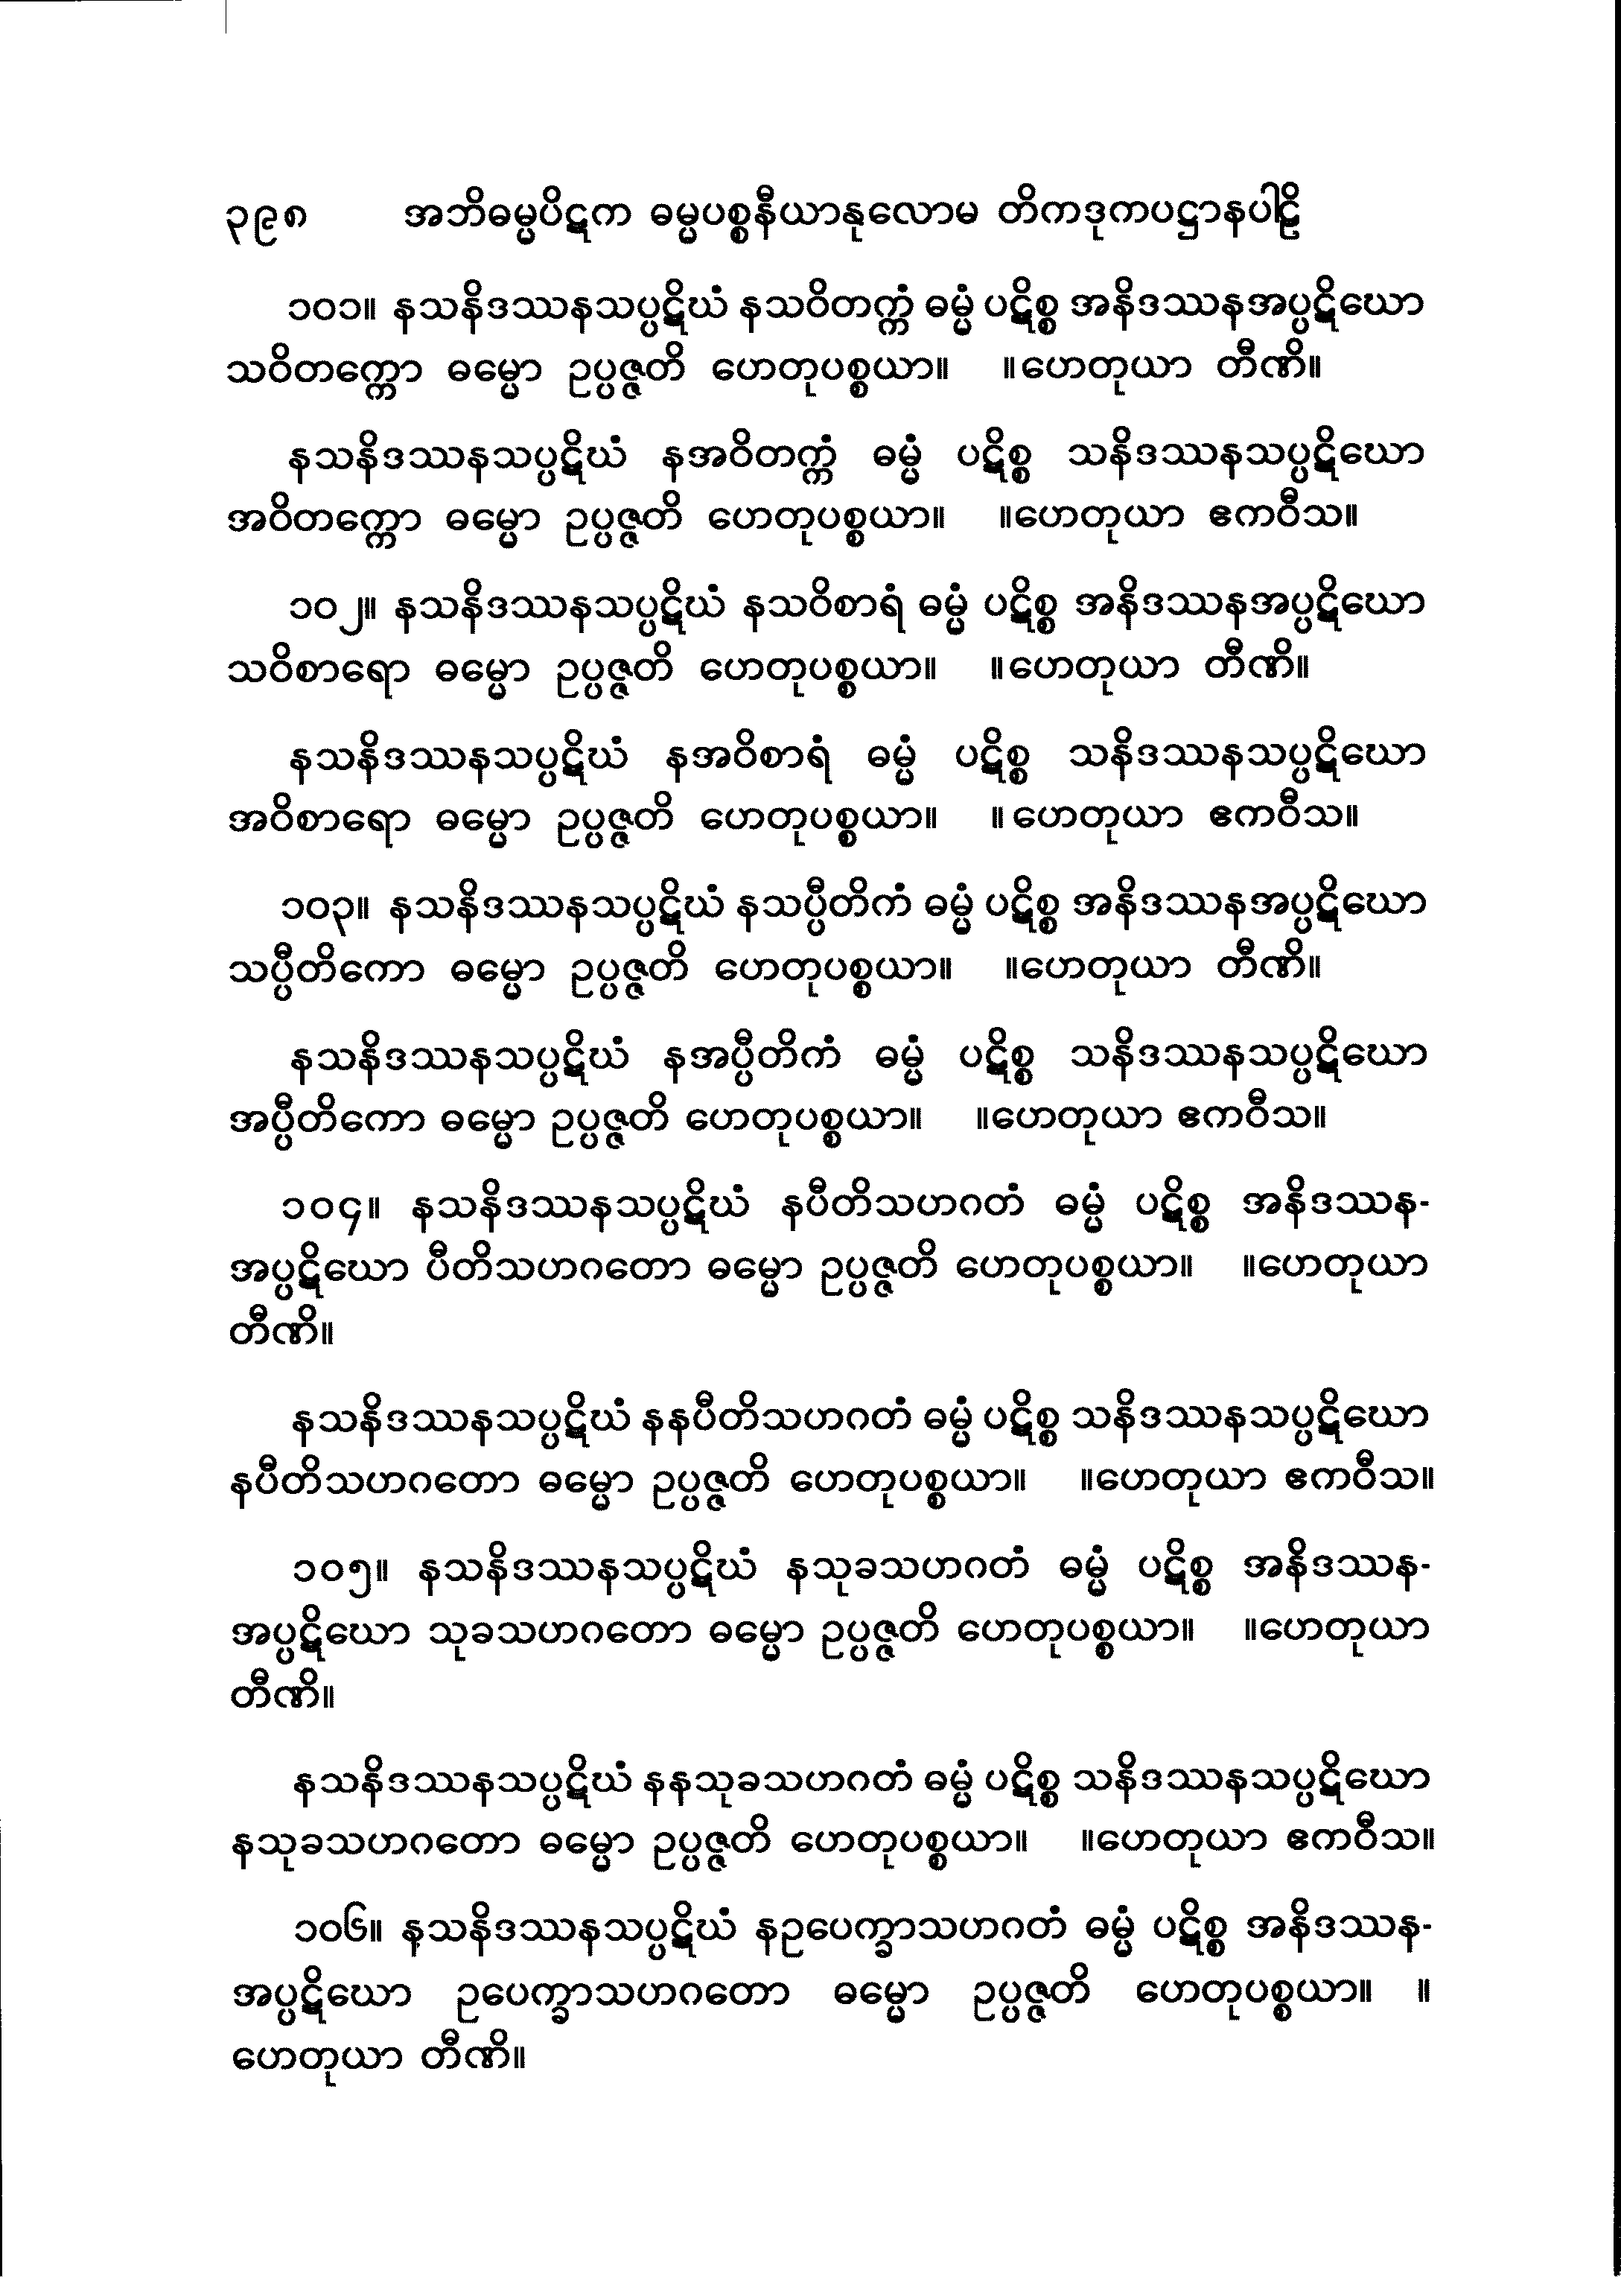 ၃၉၈ အဘိဓမ္မပိဋက ဓမ္မပစ္စနီယာနုလောမ တိကဒုကပဋ္ဌာနပါဠိ
၁၀၁။ နသနိဒဿနသပ္ပဋိဃံ နသဝိတက္ကံ ဓမ္မံ ပဋိစ္စ အနိဒဿနအပ္ပဋိဃော
သဝိတက္ကော ဓမ္မော ဥပ္ပဇ္ဇတိ ဟေတုပစ္စယာ။ ။ဟေတုယာ တီဏိ။
နသနိဒဿနသပ္ပဋိဃံ နအဝိတက္ကံ ဓမ္မံ ပဋိစ္စ သနိဒဿနသပ္ပဋိဃော
အဝိတက္ကော ဓမ္မော ဥပ္ပဇ္ဇတိ ဟေတုပစ္စယာ။ ။ဟေတုယာ ဧကဝီသ။
၁၀၂။ နသနိဒဿနသပ္ပဋိဃံ နသဝိစာရံ ဓမ္မံ ပဋိစ္စ အနိဒဿနအပ္ပဋိဃော
သဝိစာရော ဓမ္မော ဥပ္ပဇ္ဇတိ ဟေတုပစ္စယာ။ ။ဟေတုယာ တီဏိ။
နသနိဒဿနသပ္ပဋိဃံ နအဝိစာရံ ဓမ္မံ ပဋိစ္စ သနိဒဿနသပ္ပဋိဃော
အဝိစာရော ဓမ္မော ဥပ္ပဇ္ဇတိ ဟေတုပစ္စယာ။ ။ဟေတုယာ ဧကဝီသ။
၁၀၃။ နသနိဒဿနသပ္ပဋိဃံ နသပ္ပီတိကံ ဓမ္မံ ပဋိစ္စ အနိဒဿနအပ္ပဋိဃော
သပ္ပီတိကော ဓမ္မော ဥပ္ပဇ္ဇတိ ဟေတုပစ္စယာ။ ။ဟေတုယာ တီဏိ။
နသနိဒဿနသပ္ပဋိဃံ နအပ္ပီတိကံ ဓမ္မံ ပဋိစ္စ သနိဒဿနသပ္ပဋိဃော
အပ္ပီတိကော ဓမ္မော ဥပ္ပဇ္ဇတိ ဟေတုပစ္စယာ။ ။ဟေတုယာ ဧကဝီသ။
၁၀၄။ နသနိဒဿနသပ္ပဋိဃံ နပီတိသဟဂတံ ဓမ္မံ ပဋိစ္စ အနိဒဿန-
အပ္ပဋိဃော ပီတိသဟဂတော ဓမ္မော ဥပ္ပဇ္ဇတိ ဟေတုပစ္စယာ။ ။ဟေတုယာ
တီဏိ။
နသနိဒဿနသပ္ပဋိဃံ နနပီတိသဟဂတံ ဓမ္မံ ပဋိစ္စ သနိဒဿနသပ္ပဋိဃော
နပီတိသဟဂတော ဓမ္မော ဥပ္ပဇ္ဇတိ ဟေတုပစ္စယာ။ ။ဟေတုယာ ဧကဝီသ။
၁၀၅။ နသနိဒဿနသပ္ပဋိဃံ နသုခသဟဂတံ ဓမ္မံ ပဋိစ္စ အနိဒဿန-
အပ္ပဋိဃော သုခသဟဂတော ဓမ္မော ဥပ္ပဇ္ဇတိ ဟေတုပစ္စယာ။ ။ဟေတုယာ
တီဏိ။
နသနိဒဿနသပ္ပဋိဃံ နနသုခသဟဂတံ ဓမ္မံ ပဋိစ္စ သနိဒဿနသပ္ပဋိဃော
နသုခသဟဂတော ဓမ္မော ဥပ္ပဇ္ဇတိ ဟေတုပစ္စယာ။ ။ဟေတုယာ ဧကဝီသ။
၁၀၆။ နသနိဒဿနသပ္ပဋိဃံ နဥပေက္ခာသဟဂတံ ဓမ္မံ ပဋိစ္စ အနိဒဿန-
အပ္ပဋိဃော ဥပေက္ခာသဟဂတော ဓမ္မော ဥပ္ပဇ္ဇတိ ဟေတုပစ္စယာ။ ။
ဟေတုယာ တီဏိ။